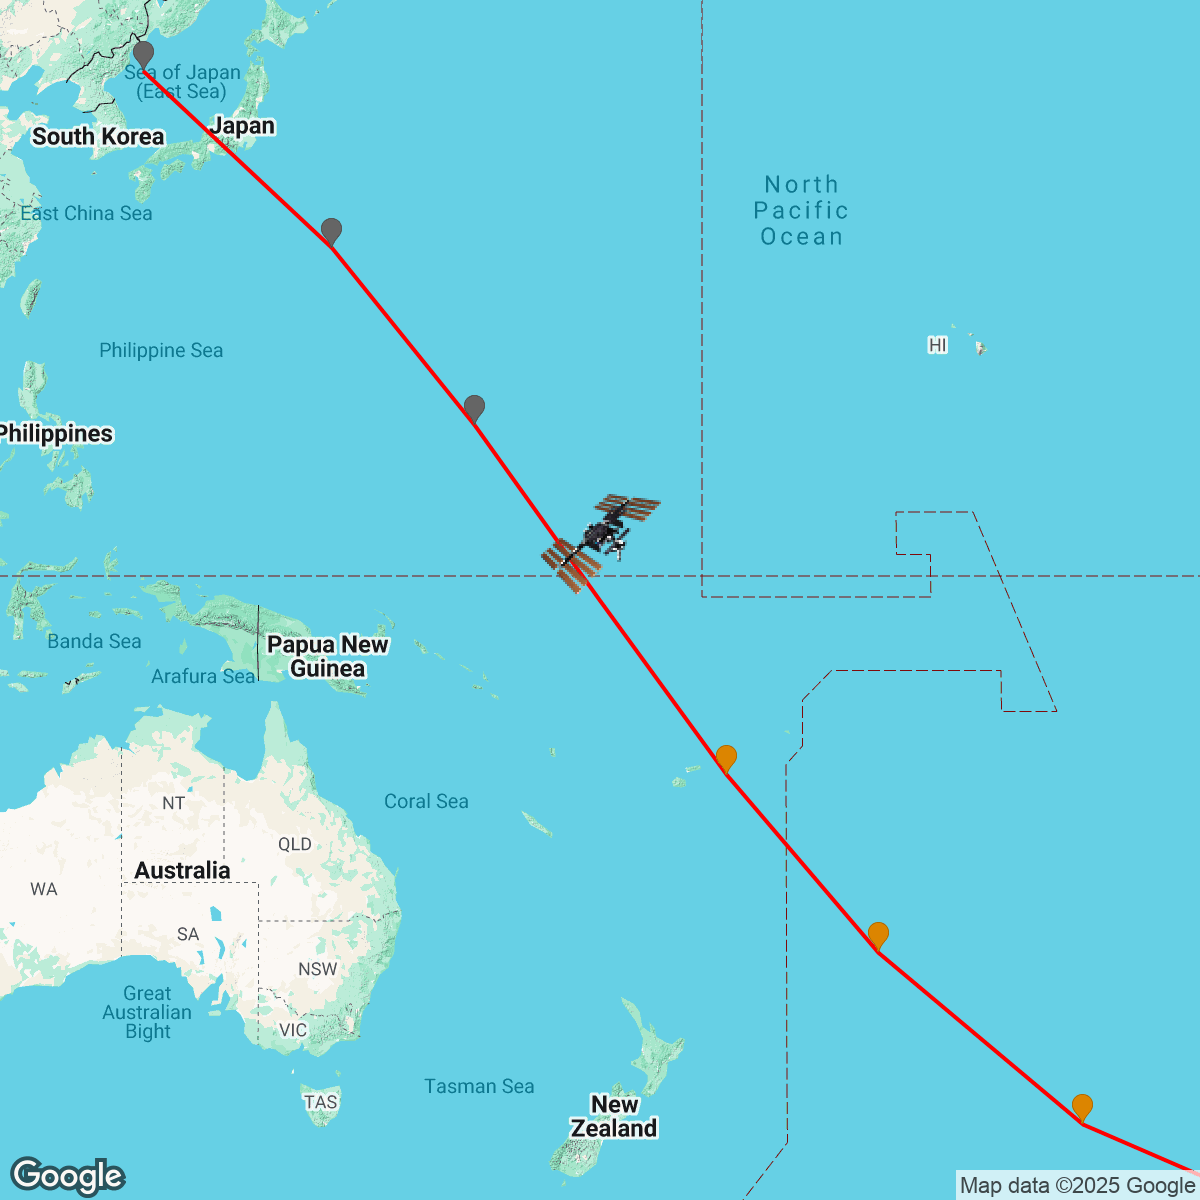 Sea of Japan
(East Sea)
Japan
South Korea
North
Pacific
Ocean
East China Sea
HI
Philippine Sea
Philippines
Banda Sea
Papua New
Guinea
Arafura Sea
NT
Coral Sea
QLD
Australia
WA
SA
NSW
Great
Australian
Bight
VIC
Tasman Sea
TAS
New
Zealand
Google
Map data ©2025 Google